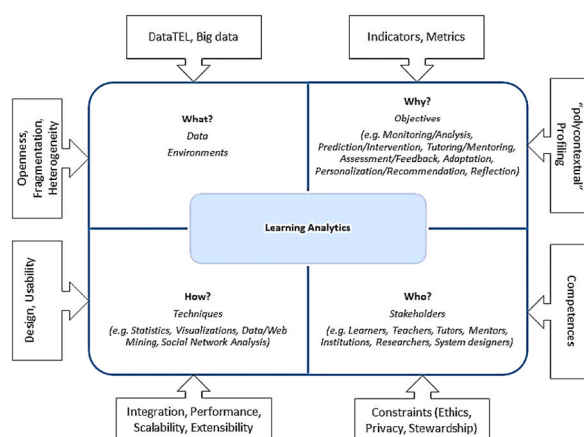 DataTEL, Big data
Indicators, Metrics
Openness,
Fragmentation,
Heterogeneity
What?
Data
Environments
Why?
Objectives
(e.g. Monitoring/Analysis,
Prediction/Intervention, Tutoring/Mentoring,
Assessment/Feedback, Adaptation,
Personalization/Recommendation, Reflection)
"polycontextual"
Profiling
Learning Analytics
Design, Usability
How?
Techniques
(e.g. Statistics, Visualizations, Data/Web
Mining, Social Network Analysis)
Who?
Stakeholders
(e.g. Learners, Teachers, Tutors, Mentors,
Institutions, Researchers, System designers)
Competences
Integration, Performance,
Scalability, Extensibility
Constraints (Ethics,
Privacy, Stewardship)